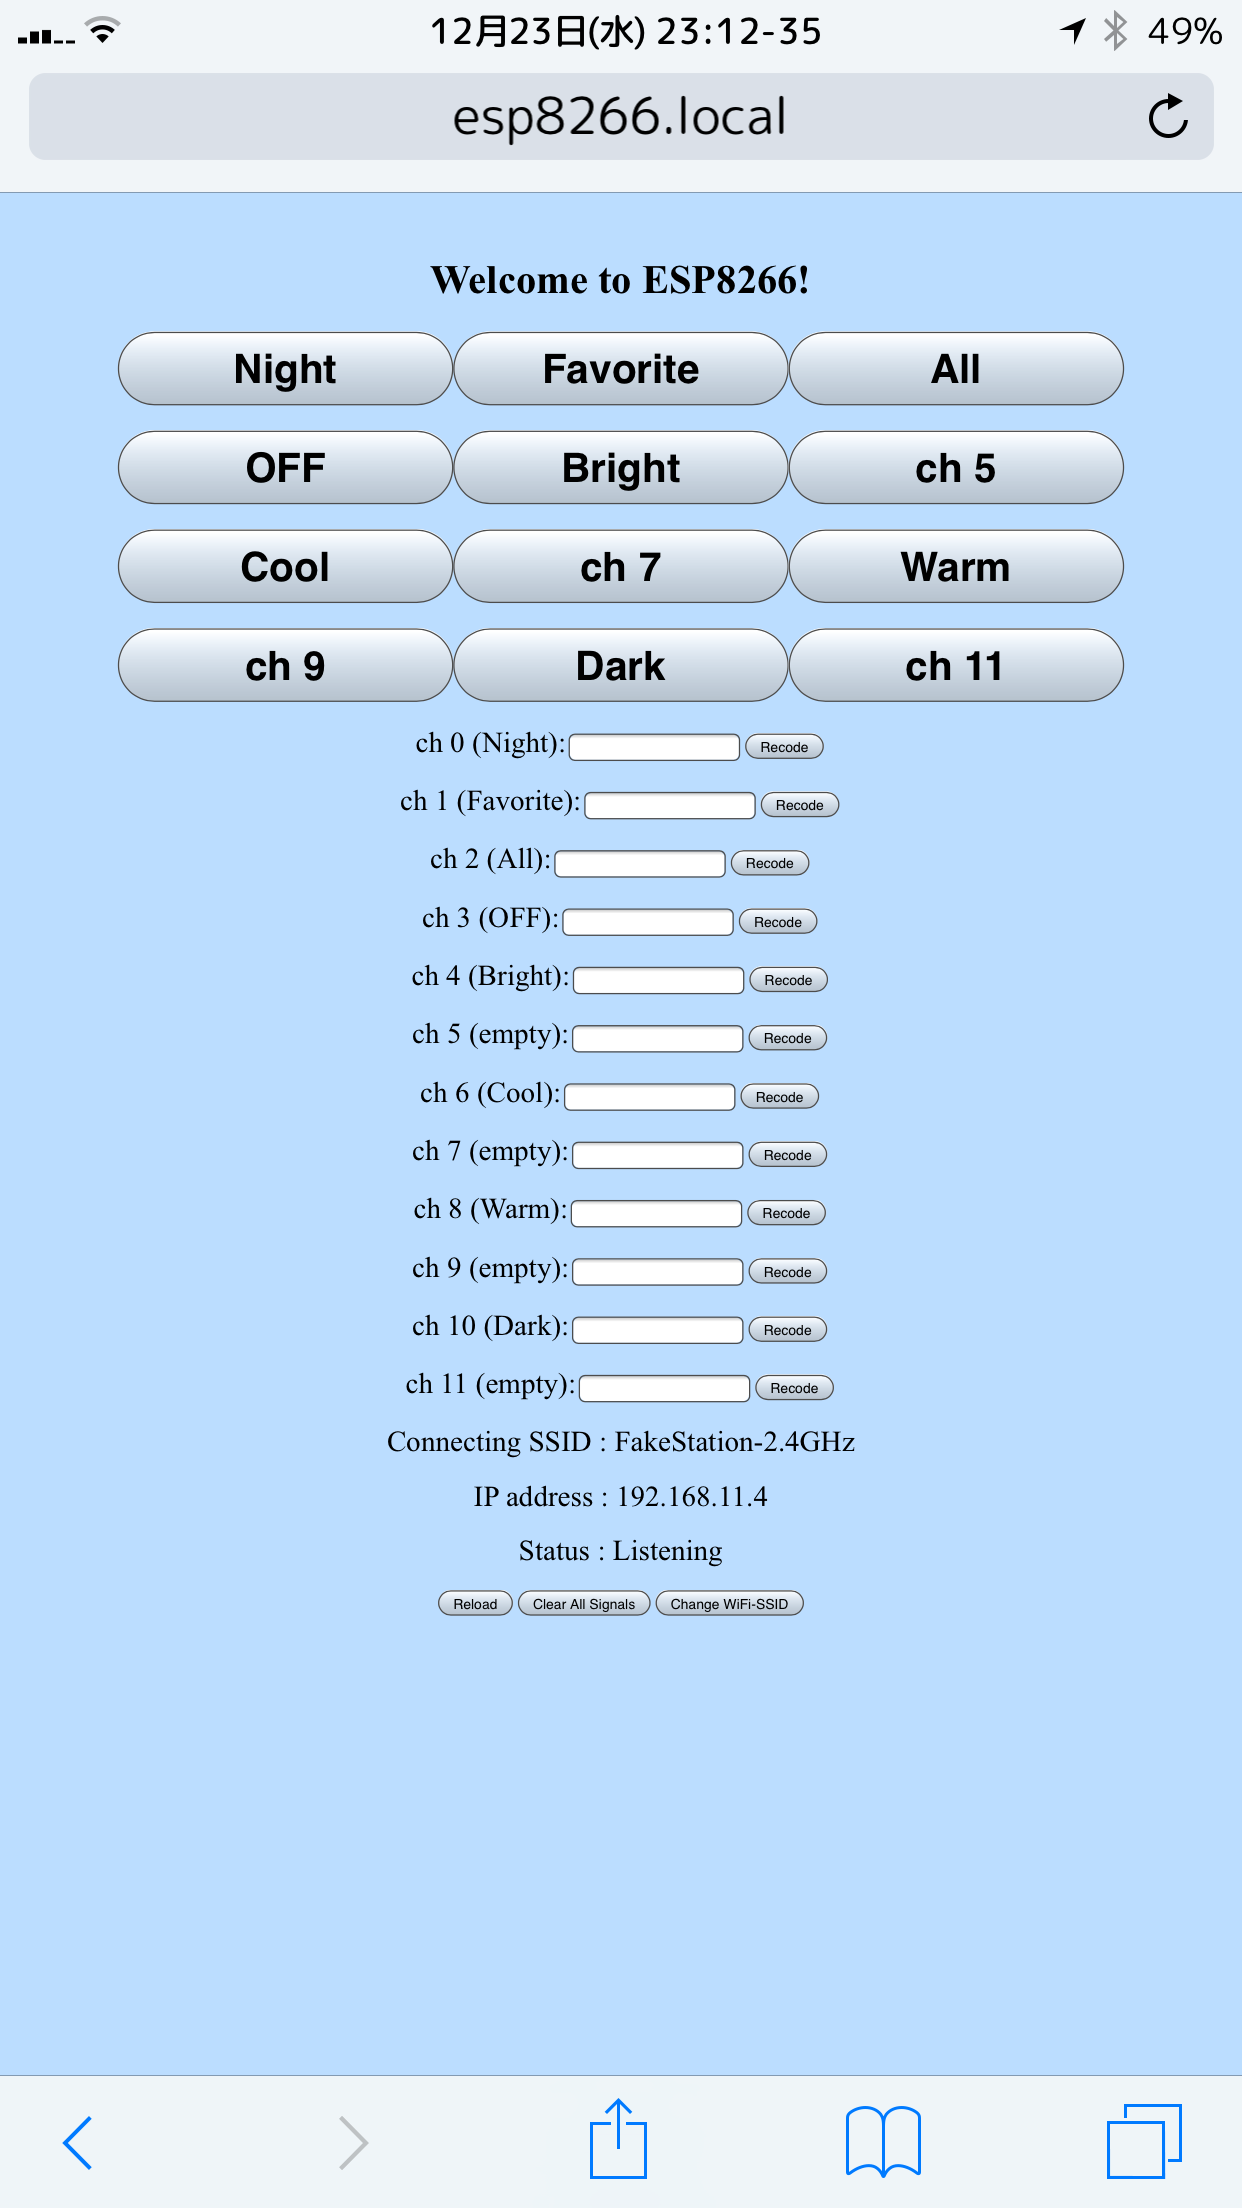 12月23日(水) 23:12-35 49%
esp8266.local
Welcome to ESP8266!
Night Favorite All
OFF Bright ch 5
Cool ch 7 Warm
ch 9 Dark ch 11
ch 0 (Night): Recode
ch 1 (Favorite): Recode
ch 2 (All): Recode
ch 3 (OFF): Recode
ch 4 (Bright): Recode
ch 5 (empty): Recode
ch 6 (Cool): Recode
ch 7 (empty): Recode
ch 8 (Warm): Recode
ch 9 (empty): Recode
ch 10 (Dark): Recode
ch 11 (empty): Recode
Connecting SSID : FakeStation-2.4GHz
IP address : 192.168.11.4
Status : Listening
Reload Clear All Signals Change WiFi-SSID